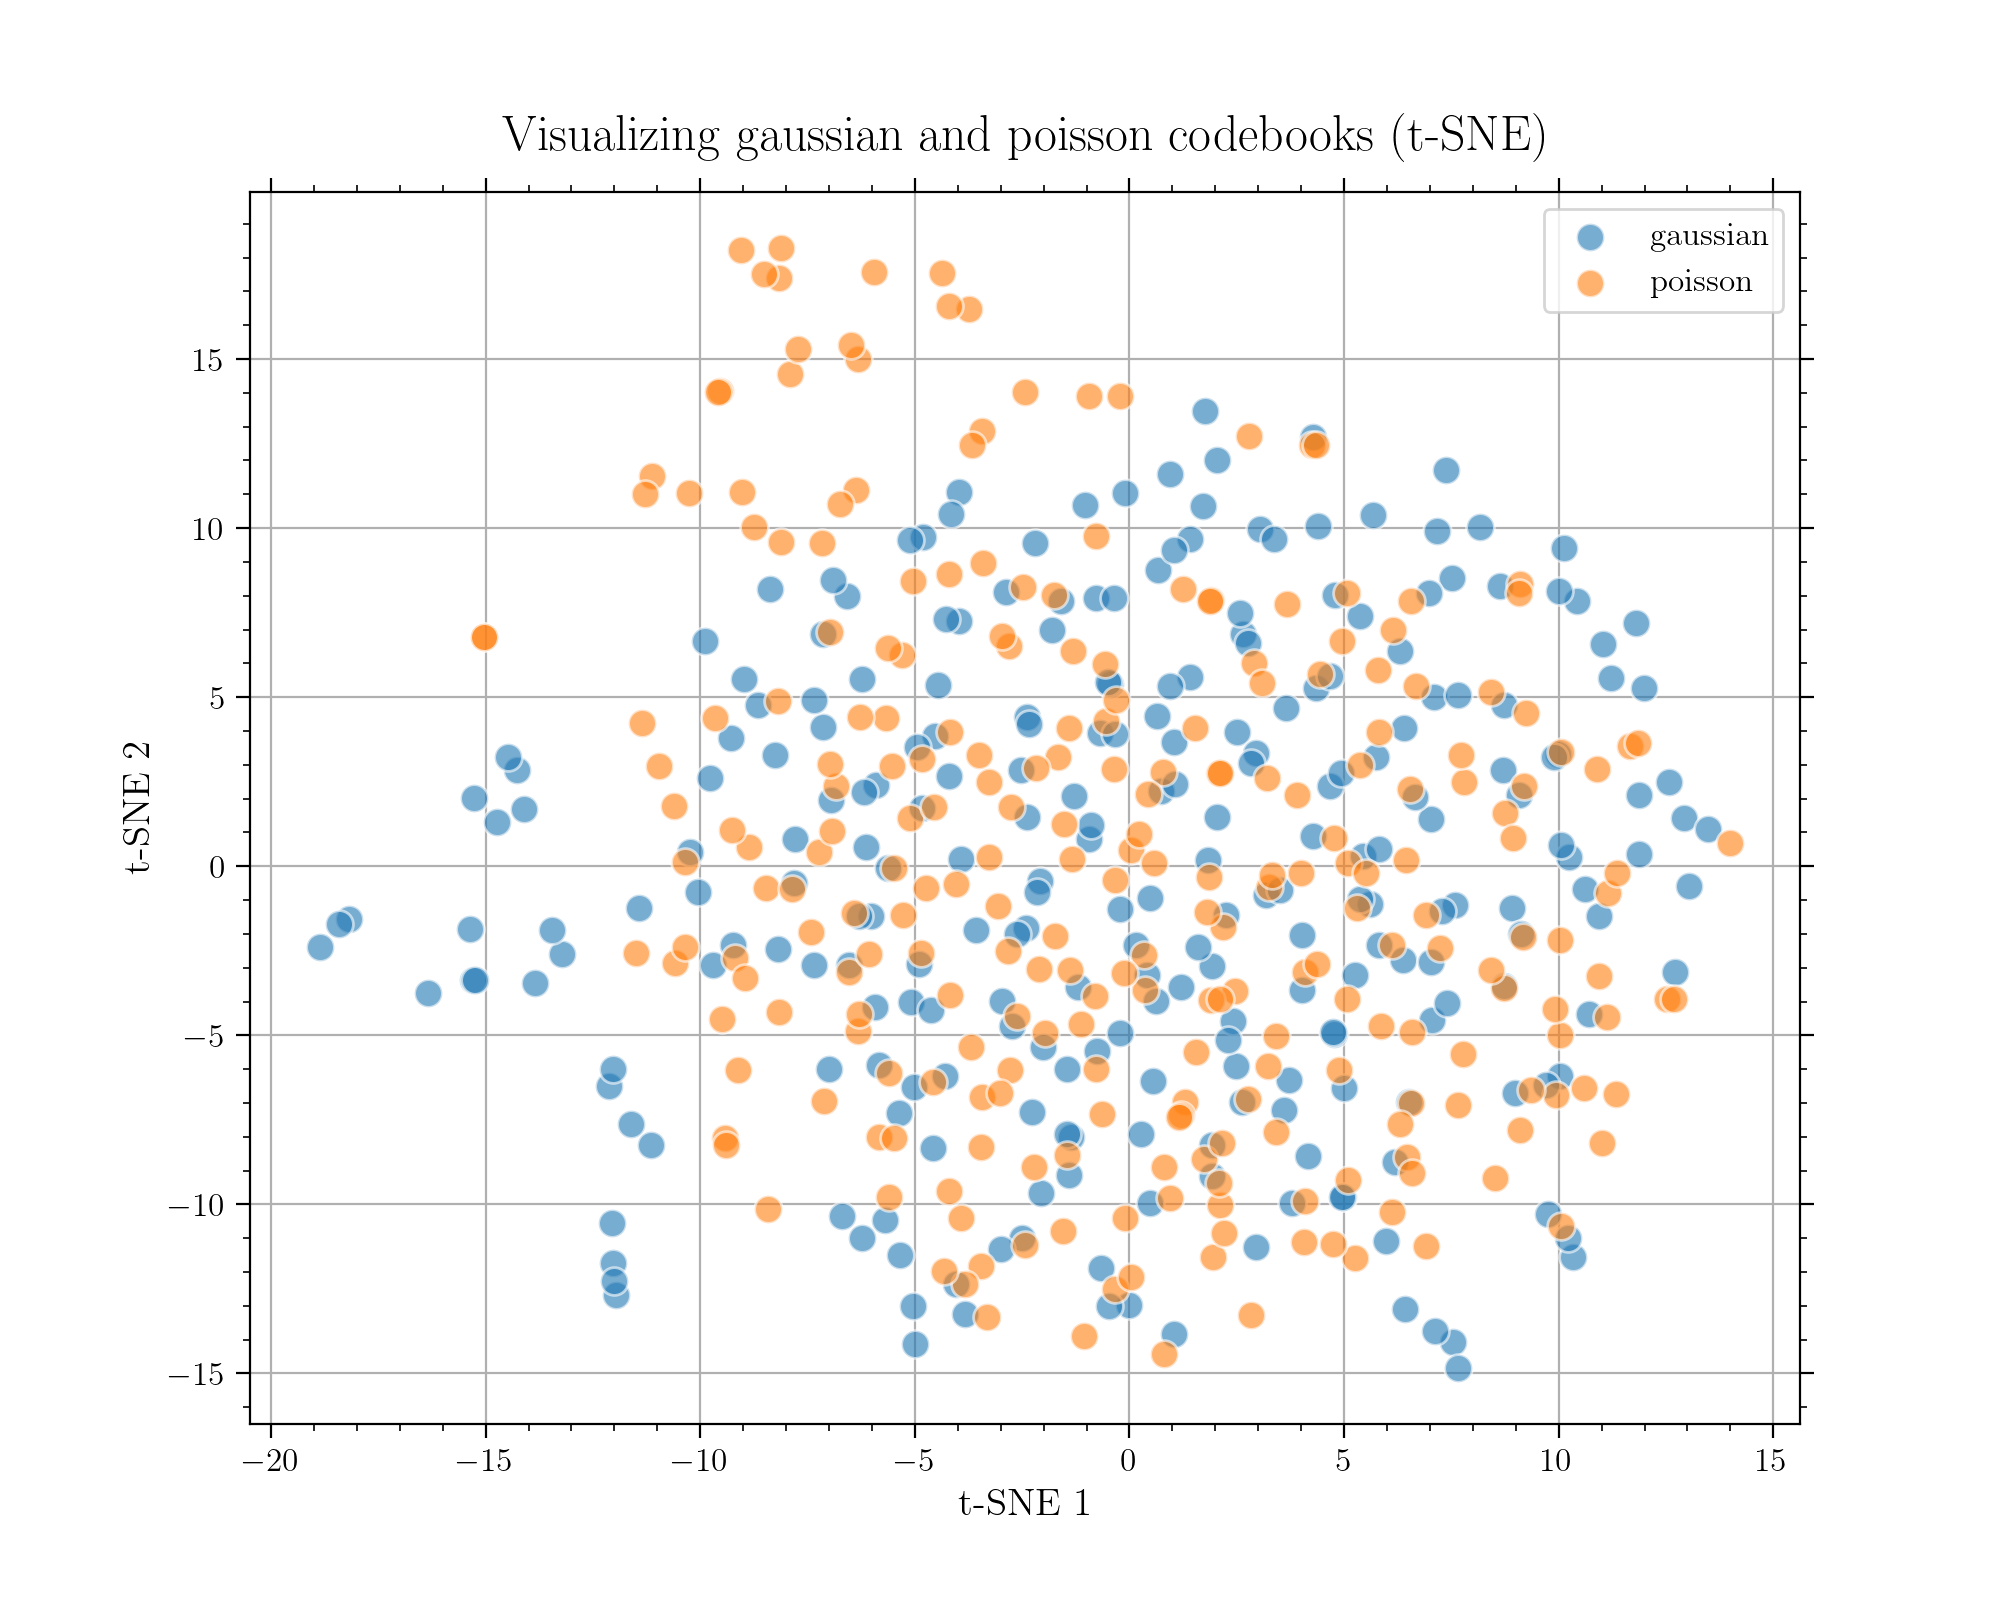 Visualizing gaussian and poisson codebooks (t-SNE)
gaussian
poisson
t-SNE 2
15
10
5
0
−5
−10
−15
−20 −15 −10 −5 0 5 10 15
t-SNE 1